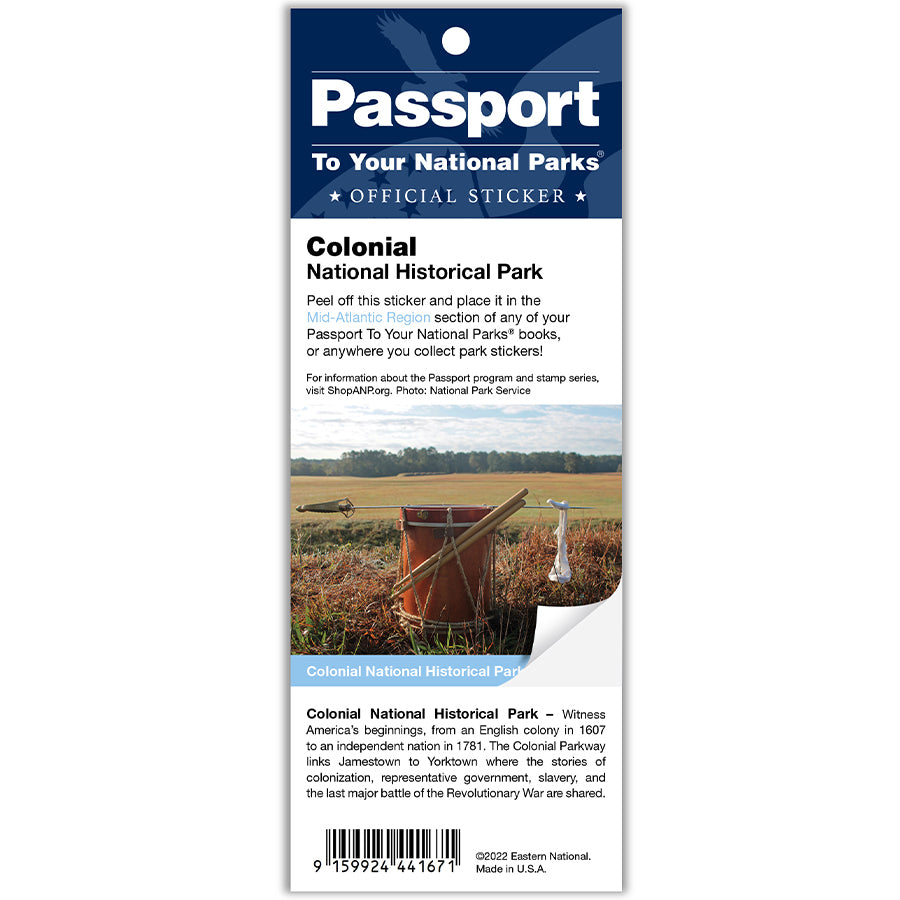 Passport
To Your National Parks®
★ OFFICIAL STICKER ★
Colonial
National Historical Park
Peel off this sticker and place it in the
Mid-Atlantic Region section of any of your
Passport To Your National Parks® books,
or anywhere you collect park stickers!
For information about the Passport program and stamp series,
visit ShopANP.org. Photo: National Park Service
Colonial National Historical Park
Colonial National Historical Park – Witness
America's beginnings, from an English colony in 1607
to an independent nation in 1781. The Colonial Parkway
links Jamestown to Yorktown where the stories of
colonization, representative government, slavery, and
the last major battle of the Revolutionary War are shared.
9 159924 441671
©2022 Eastern National.
Made in U.S.A.